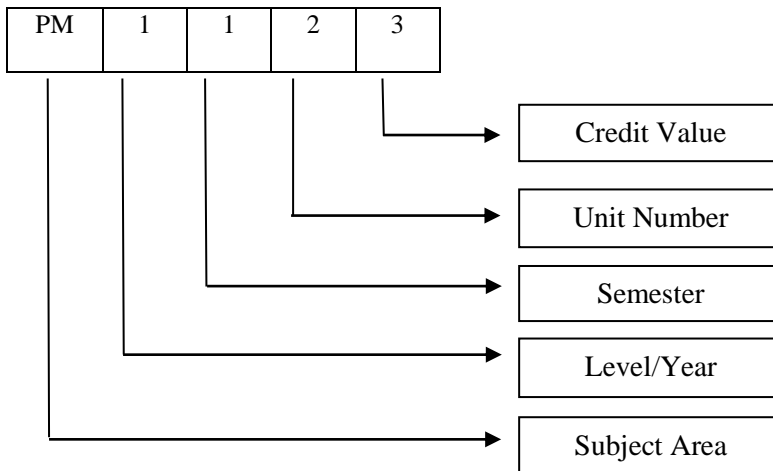 PM 1 1 2 3
Credit Value
Unit Number
Semester
Level/Year
Subject Area